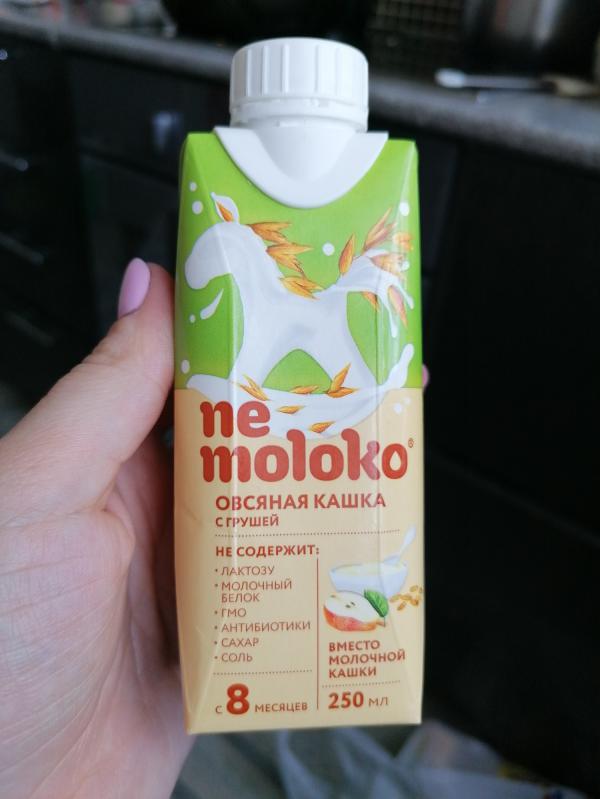 ne
moloko®
ОВСЯНАЯ КАШКА
С ГРУШЕЙ
НЕ СОДЕРЖИТ:
• ЛАКТОЗУ
• МОЛОЧНЫЙ
БЕЛОК
• ГМО
• АНТИБИОТИКИ
• САХАР
• СОЛЬ
ВМЕСТО
МОЛОЧНОЙ
КАШКИ
С 8 МЕСЯЦЕВ
250 МЛ